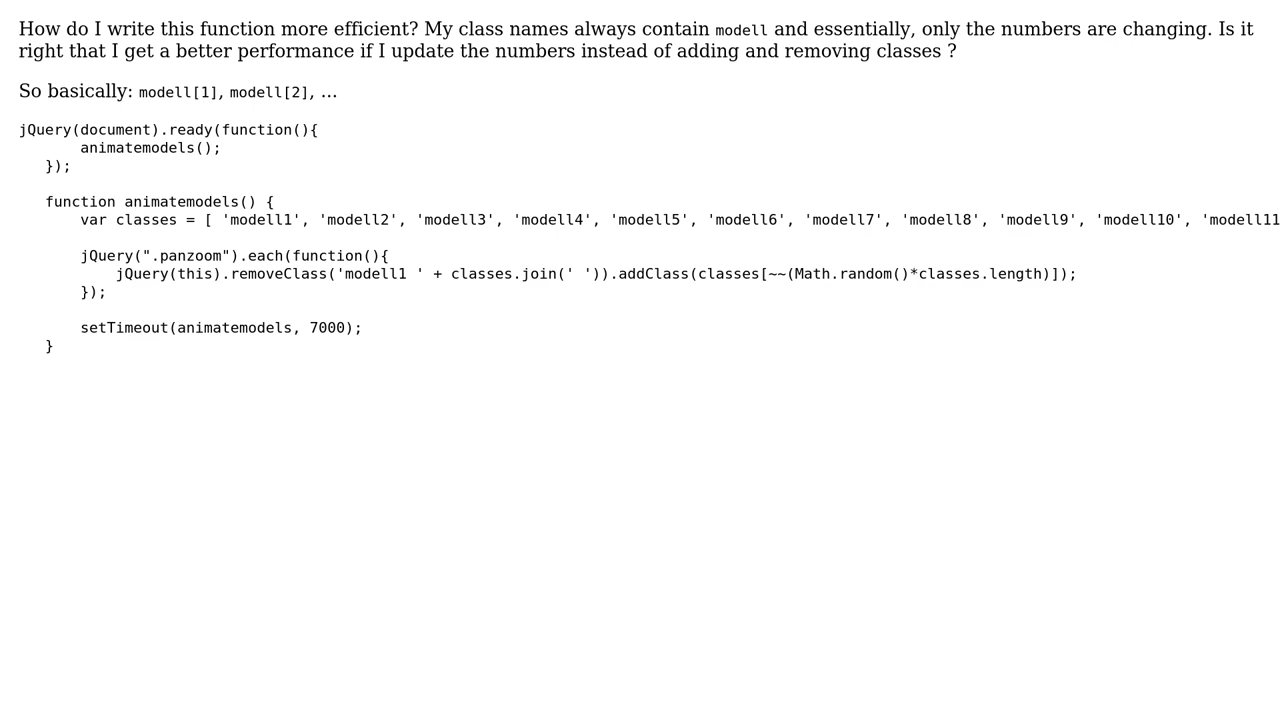 How do I write this function more efficient? My class names always contain modell and essentially, only the numbers are changing. Is it
right that I get a better performance if I update the numbers instead of adding and removing classes ?
So basically: modell[1], modell[2], ...
jQuery(document).ready(function(){
animatemodels();
});
function animatemodels() {
var classes = [ 'modell1', 'modell2', 'modell3', 'modell4', 'modell5', 'modell6', 'modell7', 'modell8', 'modell9', 'modell10', 'modell11
jQuery(".panzoom").each(function(){
jQuery(this).removeClass('modell1 ' + classes.join(' ')).addClass(classes[~~(Math.random()*classes.length)]);
});
setTimeout(animatemodels, 7000);
}